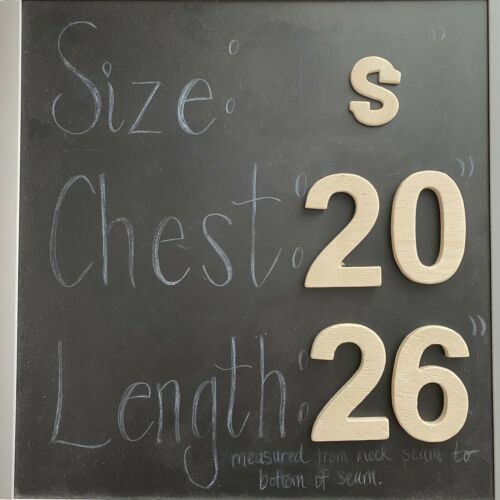 Size: S "
Chest: 20"
Length: 26"
measured from neck seam to
bottom of seam.